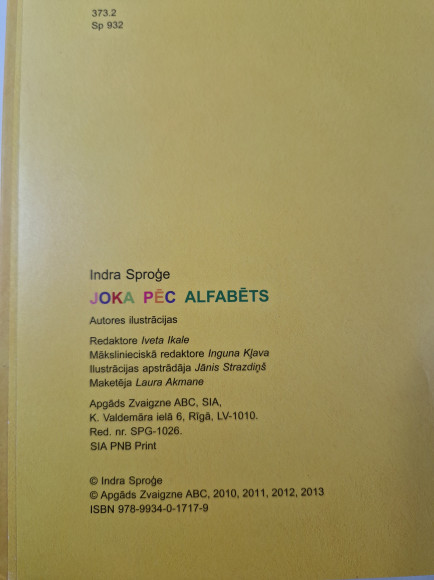 373.2
Sp 932
Indra Sproģe
JOKA PĒC ALFABĒTS
Autores ilustrācijas
Redaktore Iveta Ikale
Mākslinieciskā redaktore Inguna Kļava
Ilustrācijas apstrādāja Jānis Strazdiņš
Maketēja Laura Akmane
Apgāds Zvaigzne ABC, SIA,
K. Valdemāra ielā 6, Rīgā, LV-1010.
Red. nr. SPG-1026.
SIA PNB Print
© Indra Sproģe
© Apgāds Zvaigzne ABC, 2010, 2011, 2012, 2013
ISBN 978-9934-0-1717-9